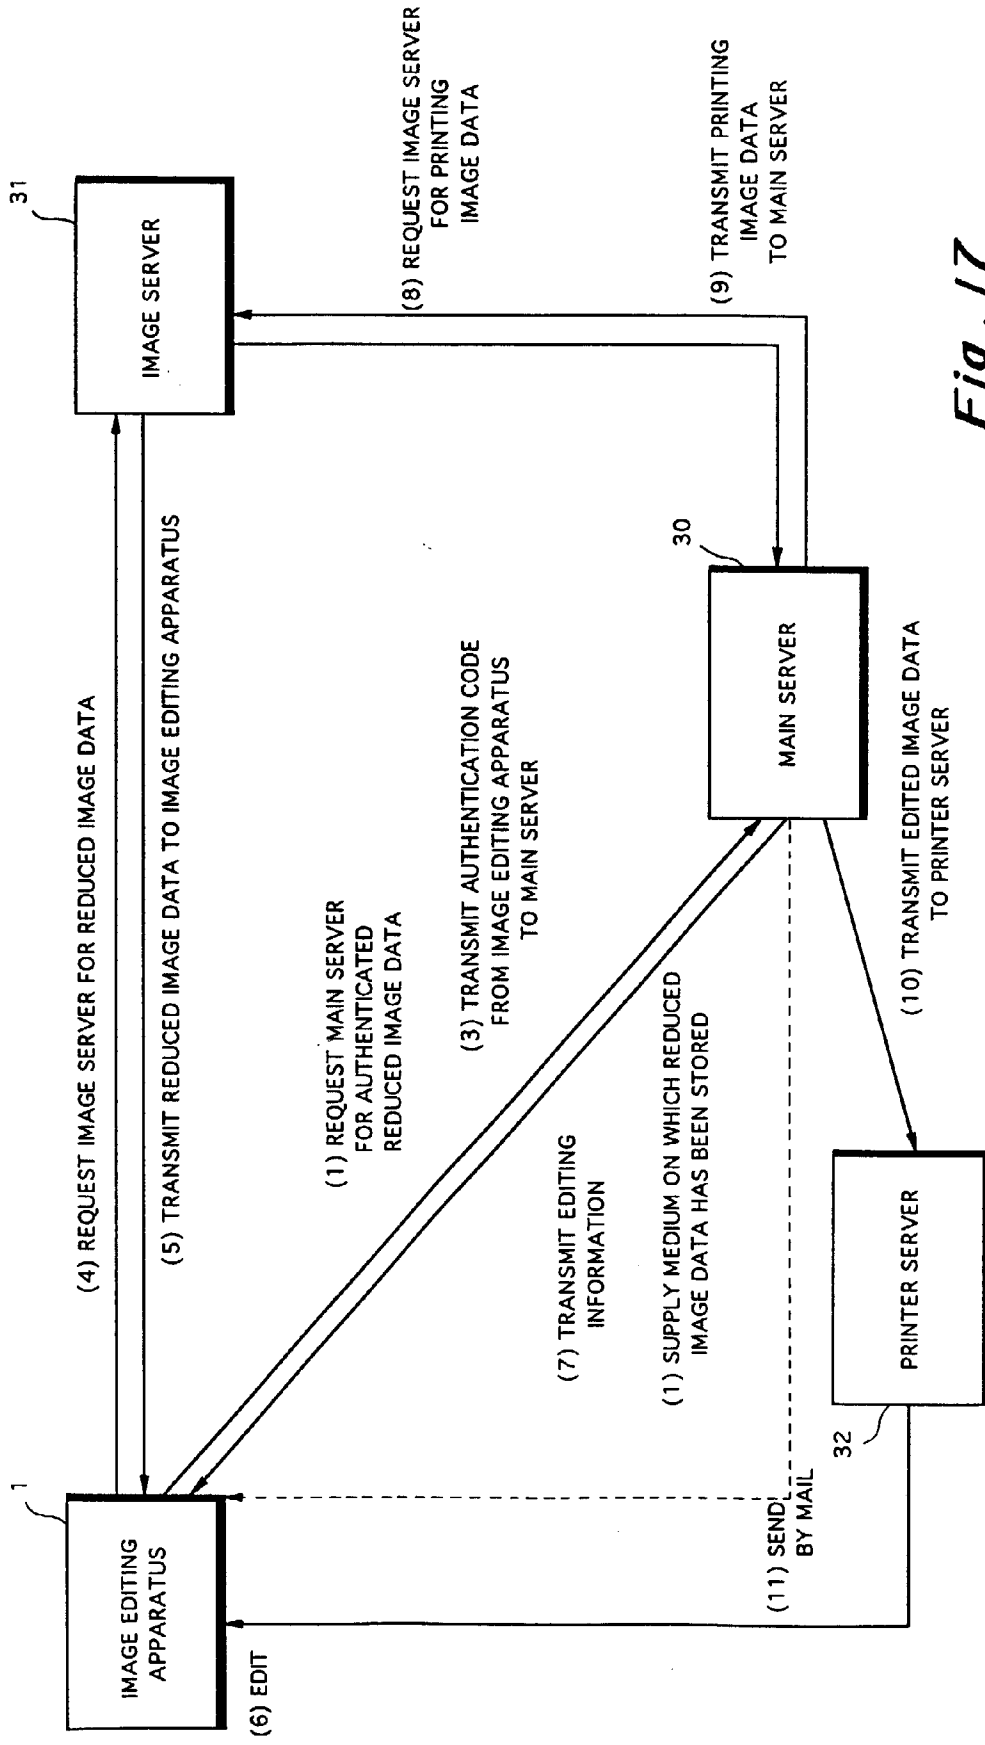 1
IMAGE EDITING
APPARATUS
(6) EDIT
(4) REQUEST IMAGE SERVER FOR REDUCED IMAGE DATA
(5) TRANSMIT REDUCED IMAGE DATA TO IMAGE EDITING APPARATUS
31
IMAGE SERVER
(8) REQUEST IMAGE SERVER
FOR PRINTING
IMAGE DATA
(9) TRANSMIT PRINTING
IMAGE DATA
TO MAIN SERVER
(1) REQUEST MAIN SERVER
FOR AUTHENTICATED
REDUCED IMAGE DATA
(3) TRANSMIT AUTHENTICATION CODE
FROM IMAGE EDITING APPARATUS
TO MAIN SERVER
30
MAIN SERVER
(7) TRANSMIT EDITING
INFORMATION
(1) SUPPLY MEDIUM ON WHICH REDUCED
IMAGE DATA HAS BEEN STORED
(11) SEND
BY MAIL
32
PRINTER SERVER
(10) TRANSMIT EDITED IMAGE DATA
TO PRINTER SERVER
Fig. 17